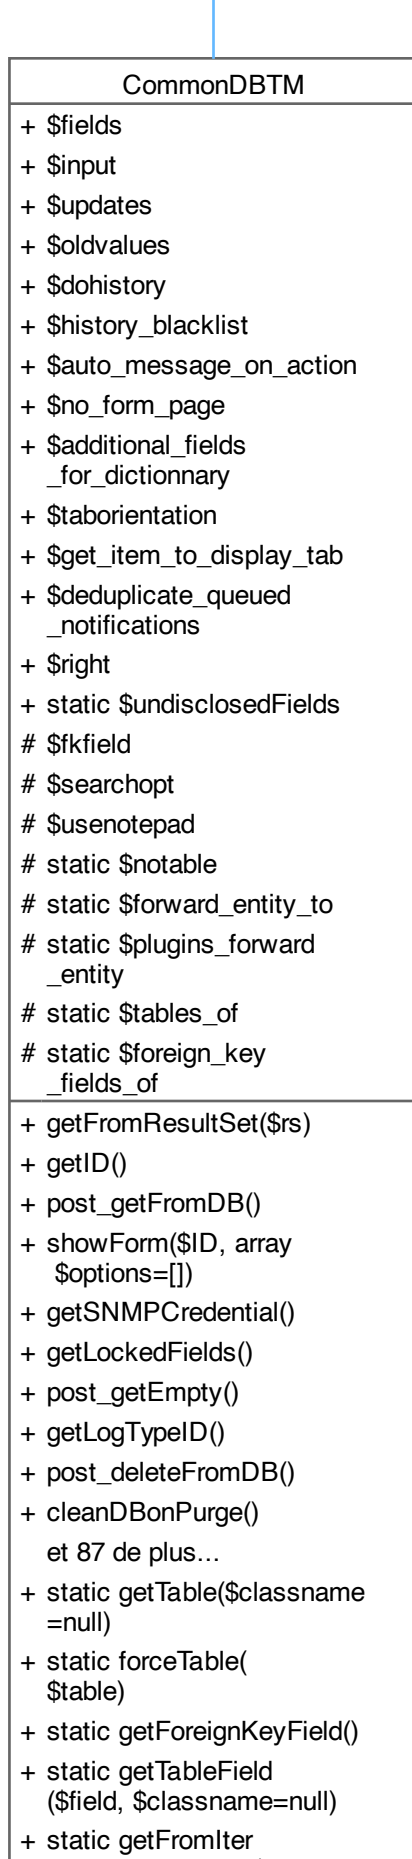 CommonDBTM
+ $fields
+ $input
+ $updates
+ $oldvalues
+ $dohistory
+ $history_blacklist
+ $auto_message_on_action
+ $no_form_page
+ $additional_fields
_for_dictionnary
+ $taborientation
+ $get_item_to_display_tab
+ $deduplicate_queued
_notifications
+ $right
+ static $undisclosedFields
# $fkfield
# $searchopt
# $usenotepad
# static $notable
# static $forward_entity_to
# static $plugins_forward
_entity
# static $tables_of
# static $foreign_key
_fields_of
+ getFromResultSet($rs)
+ getID()
+ post_getFromDB()
+ showForm($ID, array
$options=[])
+ getSNMPCredential()
+ getLockedFields()
+ post_getEmpty()
+ getLogTypeID()
+ post_deleteFromDB()
+ cleanDBonPurge()
et 87 de plus...
+ static getTable($classname
=null)
+ static forceTable(
$table)
+ static getForeignKeyField()
+ static getTableField
($field, $classname=null)
+ static getFromIter